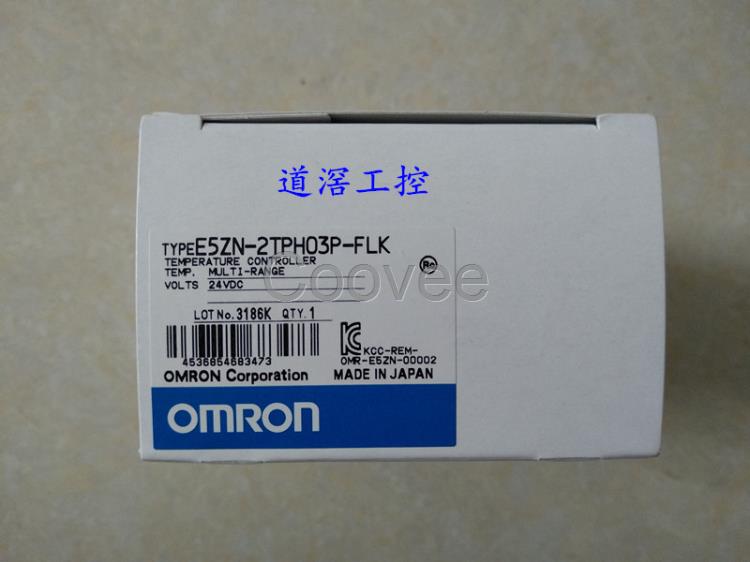 道滘工控
TYPE E5ZN-2TPH03P-FLK
TEMPERATURE CONTROLLER
TEMP. MULTI-RANGE
VOLTS 24VDC
Rc
Coovee
LOT No. 3186K QTY. 1
KCC-REM-
OMR-E5ZN-00002
4536854683473
OMRON Corporation MADE IN JAPAN
OMRON